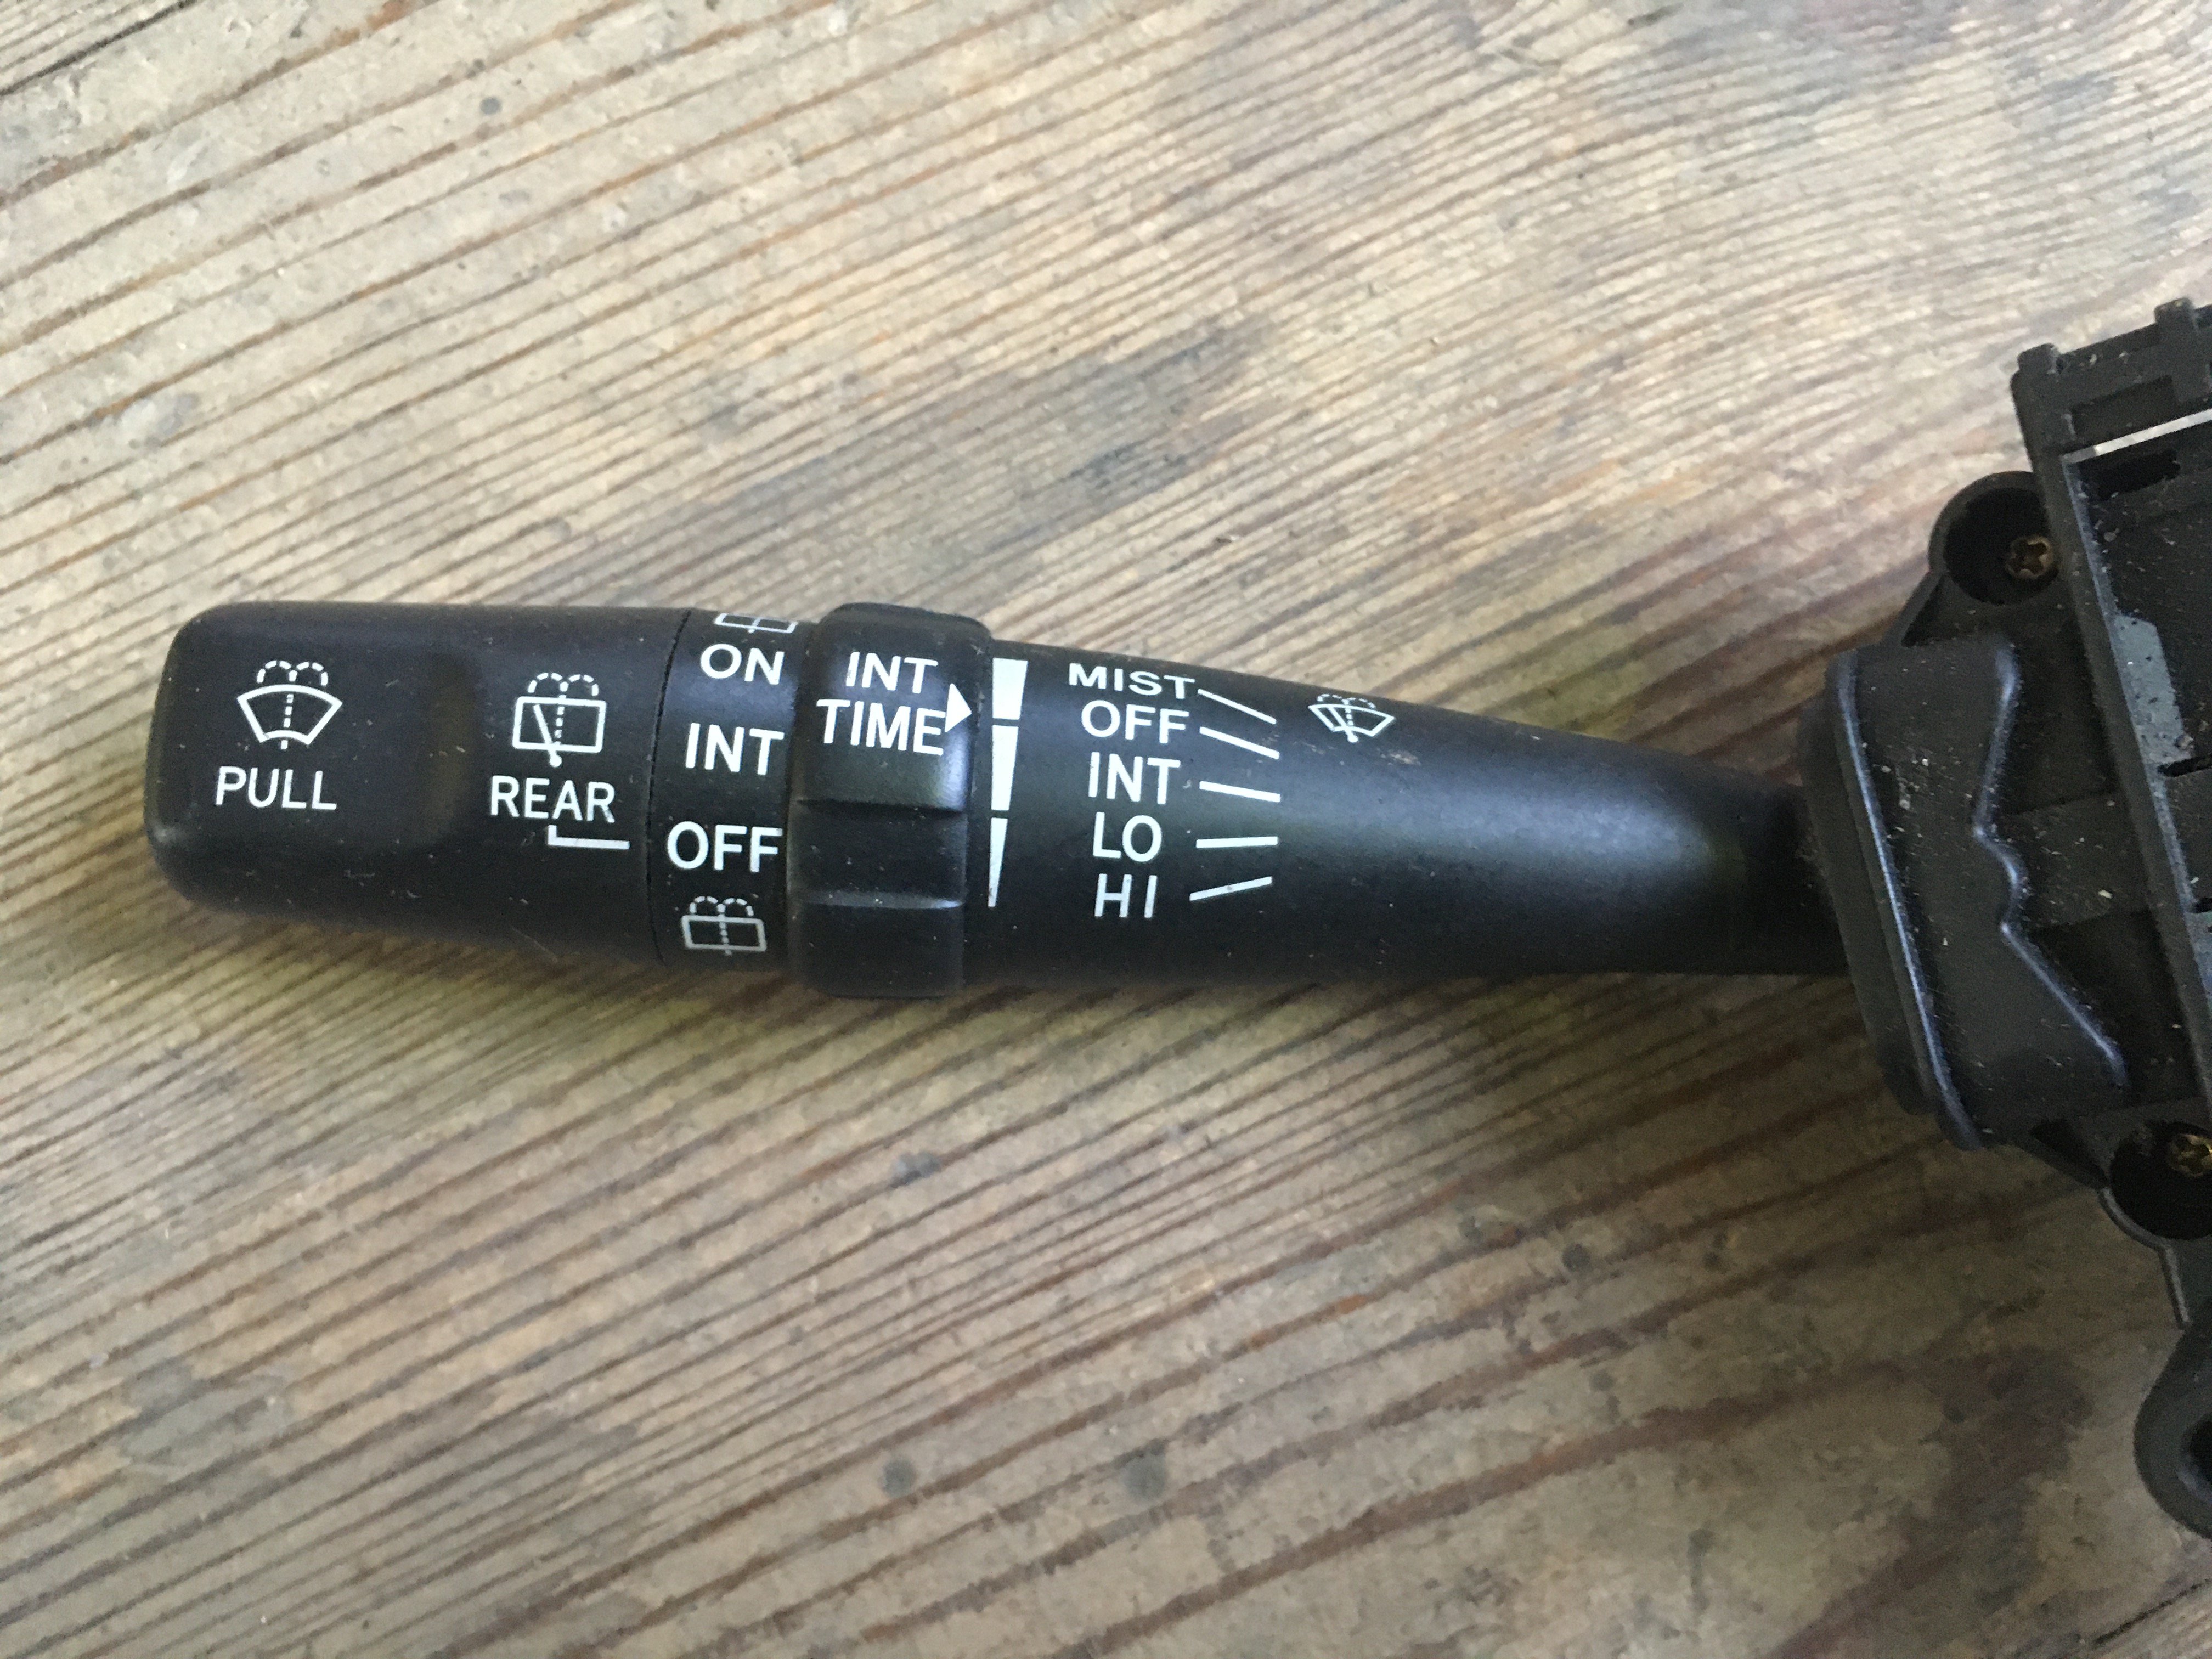 PULL
REAR
ON
INT
OFF
INT
TIME
MIST
OFF
INT
LO
HI